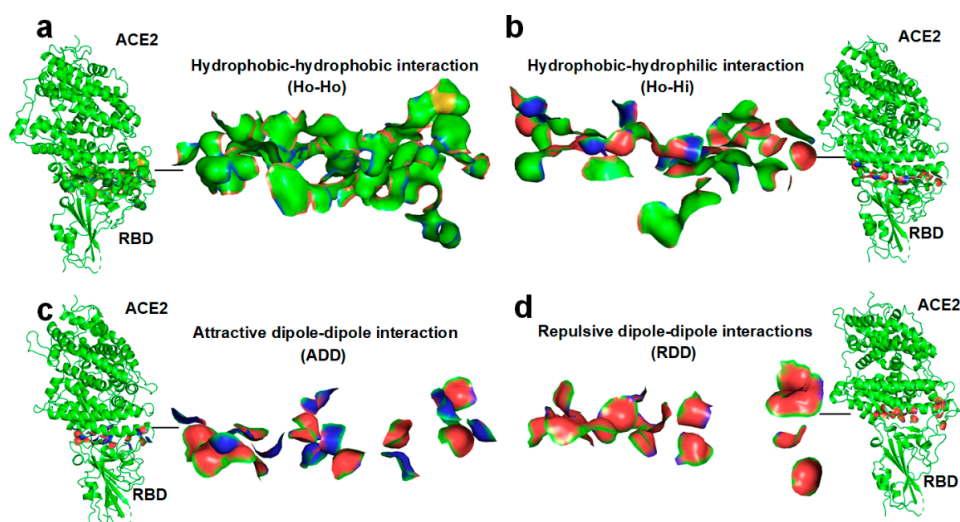 a
ACE2
Hydrophobic-hydrophobic interaction
(Ho-Ho)
RBD
b
ACE2
Hydrophobic-hydrophilic interaction
(Ho-Hi)
RBD
c
ACE2
Attractive dipole-dipole interaction
(ADD)
RBD
d
ACE2
Repulsive dipole-dipole interactions
(RDD)
RBD